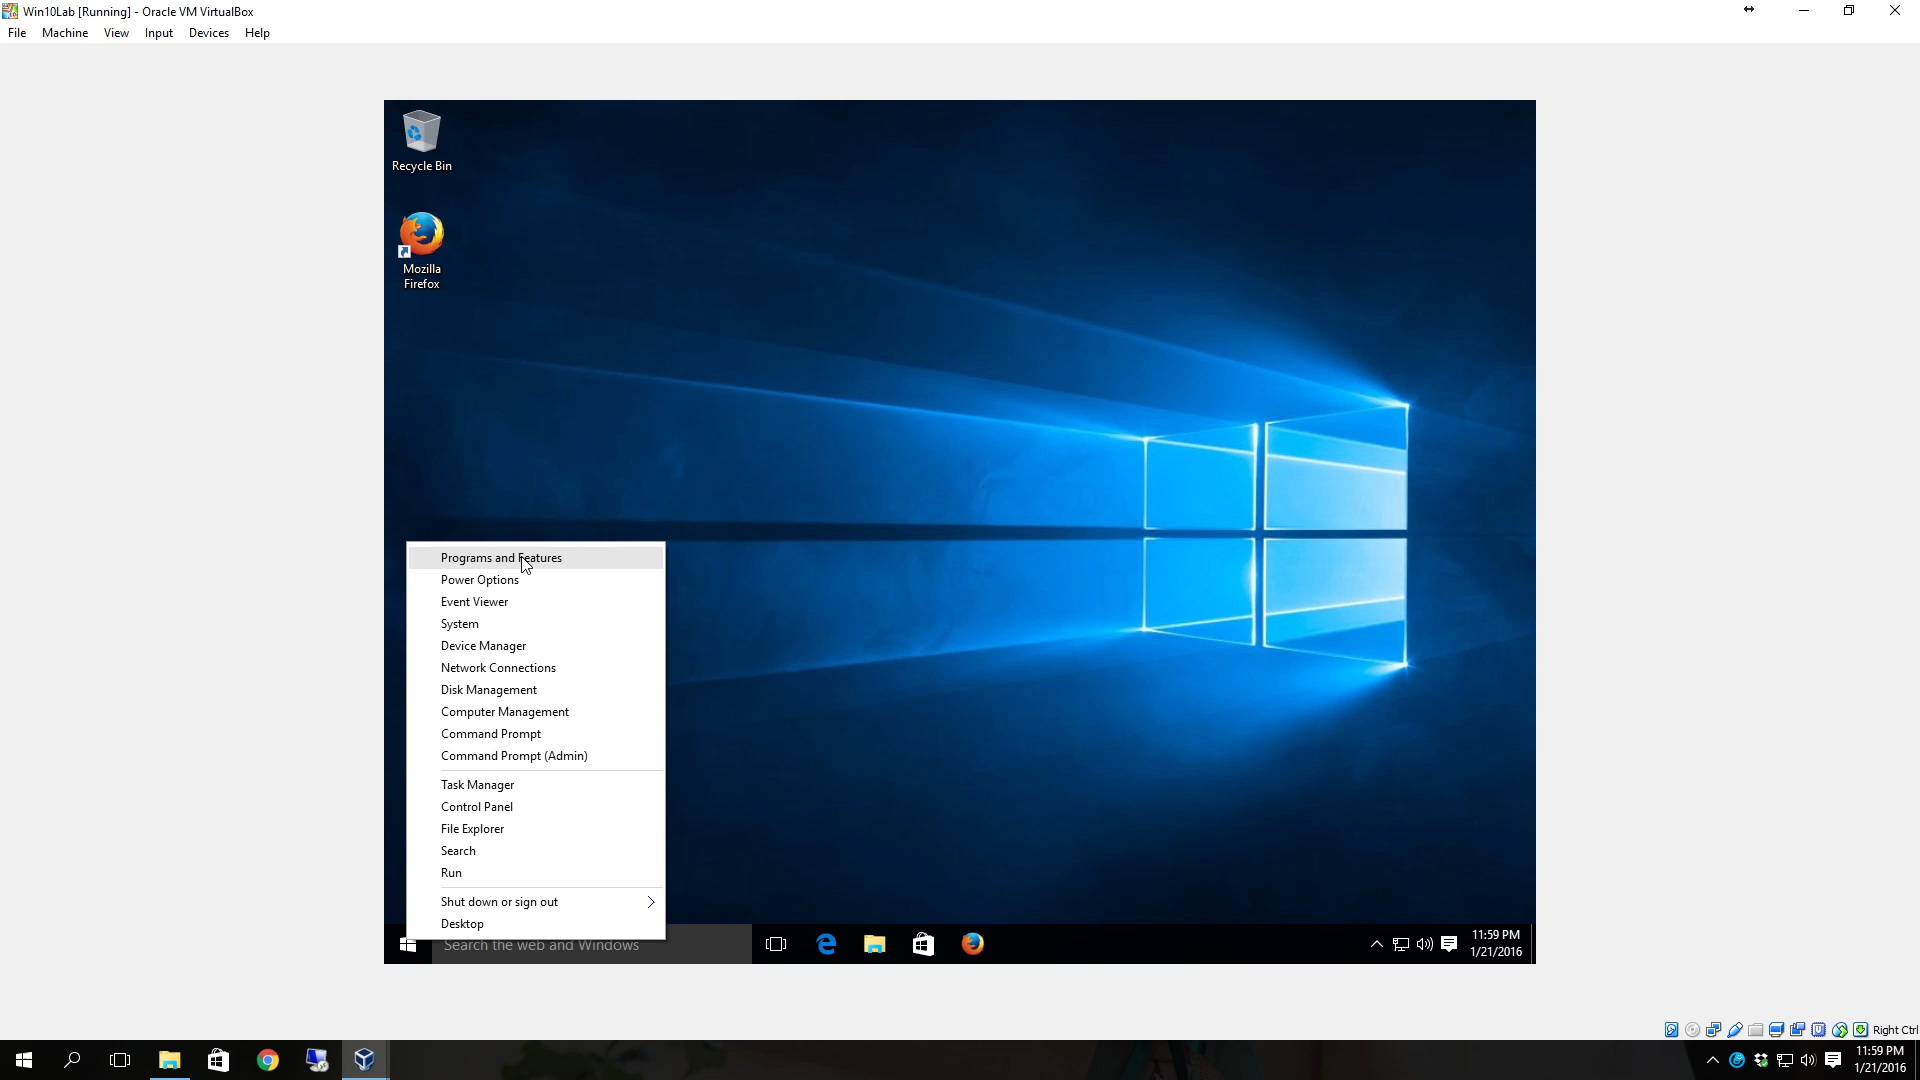 Win10Lab [Running] - Oracle VM VirtualBox
File Machine View Input Devices Help
Recycle Bin
Mozilla
Firefox
Programs and Features
Power Options
Event Viewer
System
Device Manager
Network Connections
Disk Management
Computer Management
Command Prompt
Command Prompt (Admin)
Task Manager
Control Panel
File Explorer
Search
Run
Shut down or sign out
Desktop
Search the web and Windows
11:59 PM
1/21/2016
Right Ctrl
11:59 PM
1/21/2016